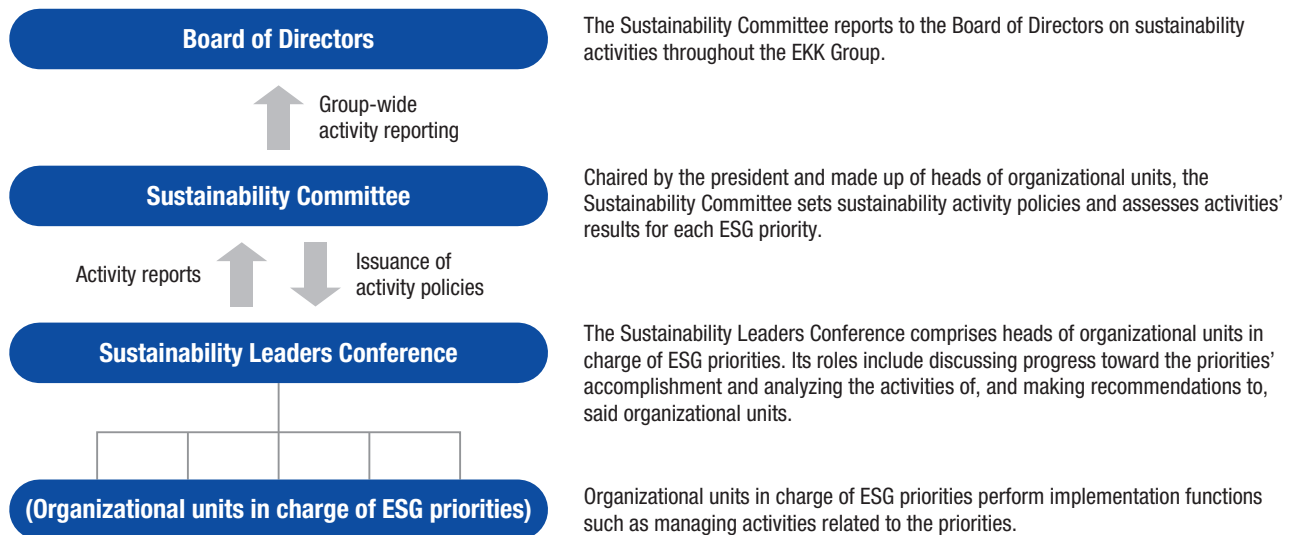 Board of Directors
The Sustainability Committee reports to the Board of Directors on sustainability
activities throughout the EKK Group.
Group-wide
activity reporting
Sustainability Committee
Chaired by the president and made up of heads of organizational units, the
Sustainability Committee sets sustainability activity policies and assesses activities’
results for each ESG priority.
Activity reports
Issuance of
activity policies
Sustainability Leaders Conference
The Sustainability Leaders Conference comprises heads of organizational units in
charge of ESG priorities. Its roles include discussing progress toward the priorities’
accomplishment and analyzing the activities of, and making recommendations to,
said organizational units.
(Organizational units in charge of ESG priorities)
Organizational units in charge of ESG priorities perform implementation functions
such as managing activities related to the priorities.